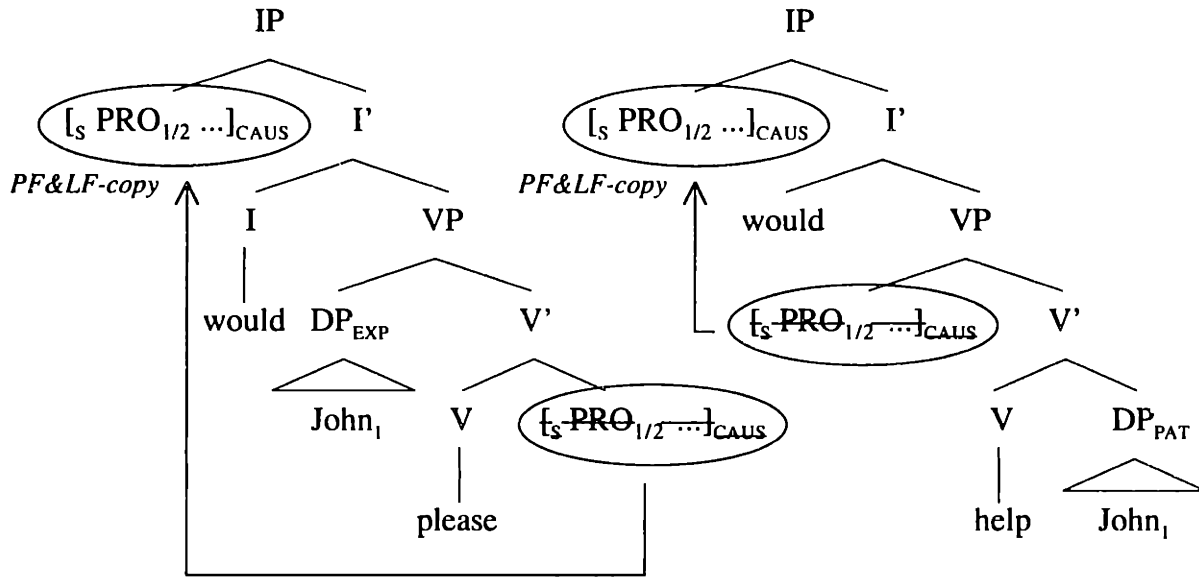 IP IP
[S PRO1/2 ...]CAUS I' [S PRO1/2 ...]CAUS I'
PF&LF-copy PF&LF-copy
I VP would VP
would DPEXP V' [S PRO1/2 ...]CAUS V'
John1 V [S PRO1/2 ...]CAUS V DPPAT
please help John1